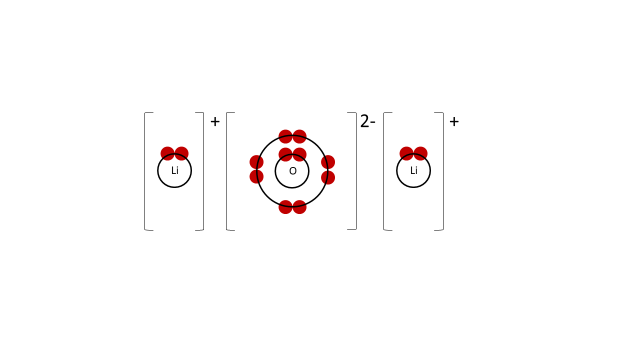 + 2- +
Li O Li